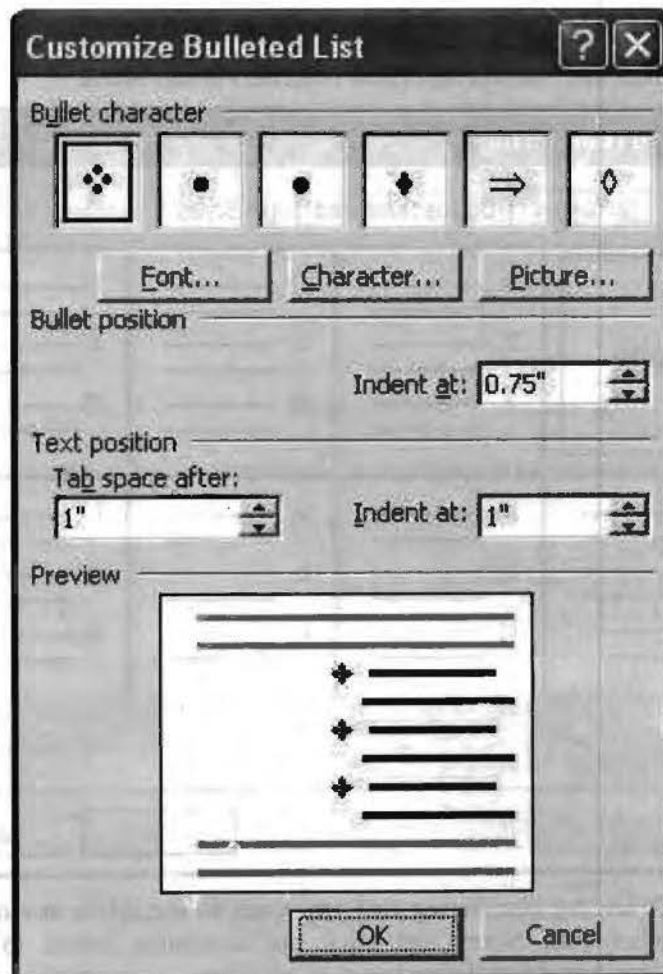 Customize Bulleted List
Bullet character
Font... Character... Picture...
Bullet position
Indent at: 0.75"
Text position
Tab space after:
1" Indent at: 1"
Preview
OK Cancel